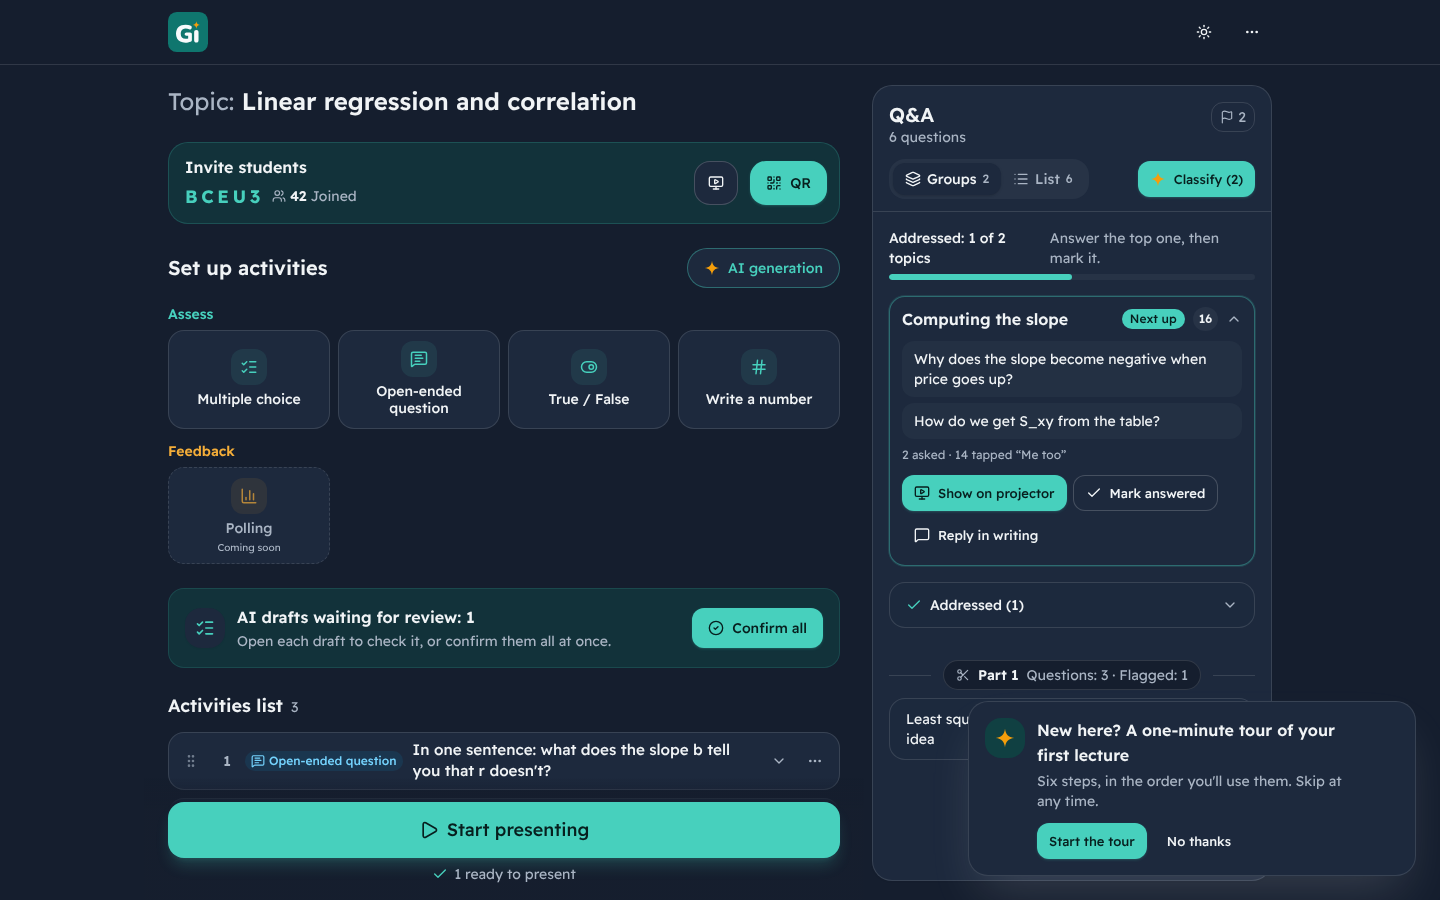 Gi
Topic: Linear regression and correlation
Invite students
BCEU3 42 Joined
QR
Set up activities
AI generation
Assess
Multiple choice
Open-ended
question
True / False
Write a number
Feedback
Polling
Coming soon
AI drafts waiting for review: 1
Open each draft to check it, or confirm them all at once.
Confirm all
Activities list 3
1 Open-ended question
In one sentence: what does the slope b tell
you that r doesn't?
Start presenting
1 ready to present
Q&A
2
6 questions
Groups 2
List 6
Classify (2)
Addressed: 1 of 2
topics
Answer the top one, then
mark it.
Computing the slope
Next up
16
Why does the slope become negative when
price goes up?
How do we get S_xy from the table?
2 asked · 14 tapped “Me too”
Show on projector
Mark answered
Reply in writing
Addressed (1)
Part 1 Questions: 3 · Flagged: 1
Least squ
idea
New here? A one-minute tour of your
first lecture
Six steps, in the order you'll use them. Skip at
any time.
Start the tour
No thanks